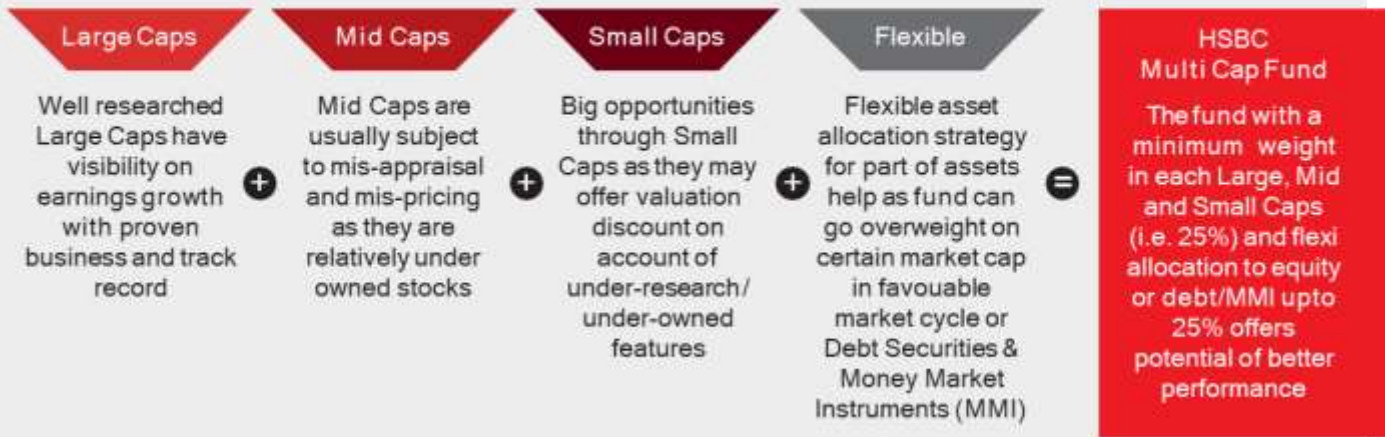 Large Caps
Well researched
Large Caps have
visibility on
earnings growth
with proven
business and track
record
+
Mid Caps
Mid Caps are
usually subject
to mis-appraisal
and mis-pricing
as they are
relatively under
owned stocks
+
Small Caps
Big opportunities
through Small
Caps as they may
offer valuation
discount on
account of
under-research/
under-owned
features
+
Flexible
Flexible asset
allocation strategy
for part of assets
help as fund can
go overweight on
certain market cap
in favouable
market cycle or
Debt Securities &
Money Market
Instruments (MMI)
=
HSBC
Multi Cap Fund
The fund with a
minimum weight
in each Large, Mid
and Small Caps
(i.e. 25%) and flexi
allocation to equity
or debt/MMI upto
25% offers
potential of better
performance